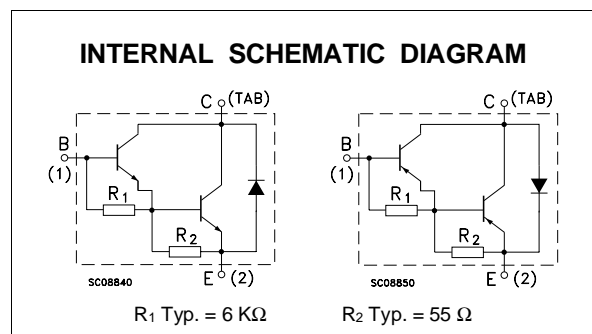 INTERNAL SCHEMATIC DIAGRAM
C (TAB)
B
(1)
R1
R2
E (2)
SC08840
C (TAB)
B
(1)
R1
R2
E (2)
SC08850
R1 Typ. = 6 KΩ R2 Typ. = 55 Ω